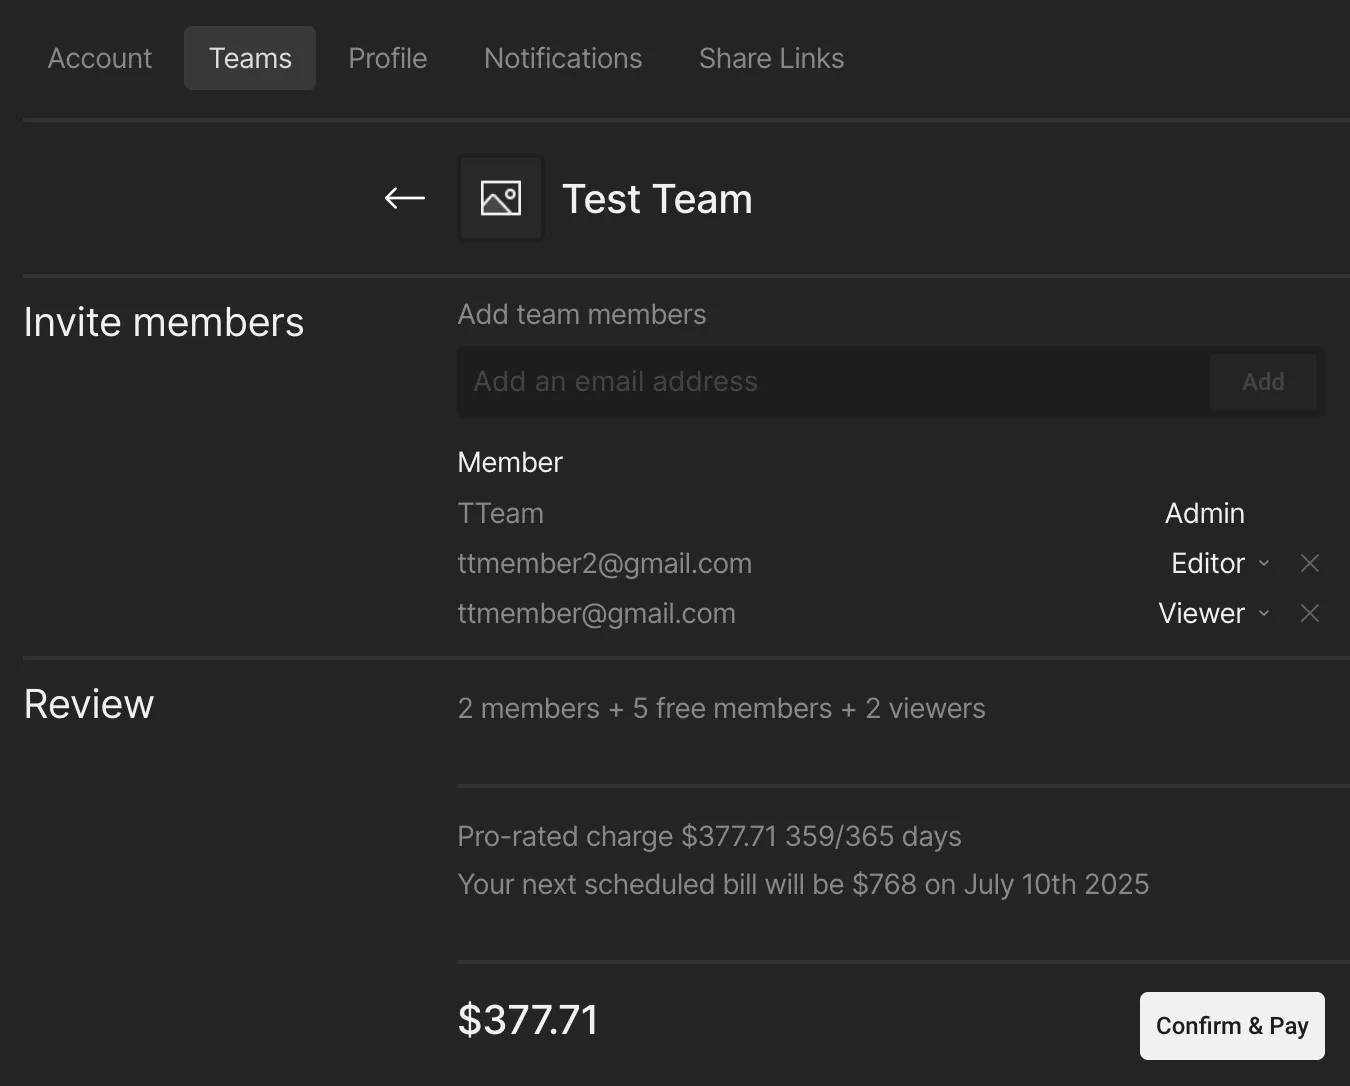 Account Teams Profile Notifications Share Links
Test Team
Invite members
Add team members
Add an email address Add
Member
TTeam Admin
ttmember2@gmail.com Editor
ttmember@gmail.com Viewer
Review
2 members + 5 free members + 2 viewers
Pro-rated charge $377.71 359/365 days
Your next scheduled bill will be $768 on July 10th 2025
$377.71 Confirm & Pay